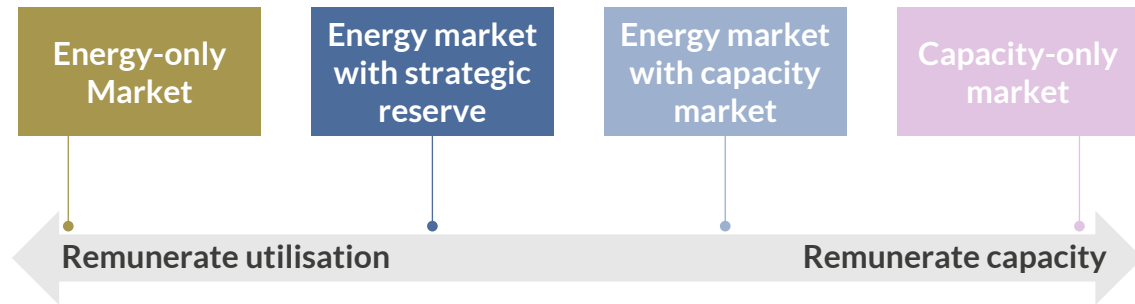 Energy-only
Market
Energy market
with strategic
reserve
Energy market
with capacity
market
Capacity-only
market
Remunerate utilisation
Remunerate capacity